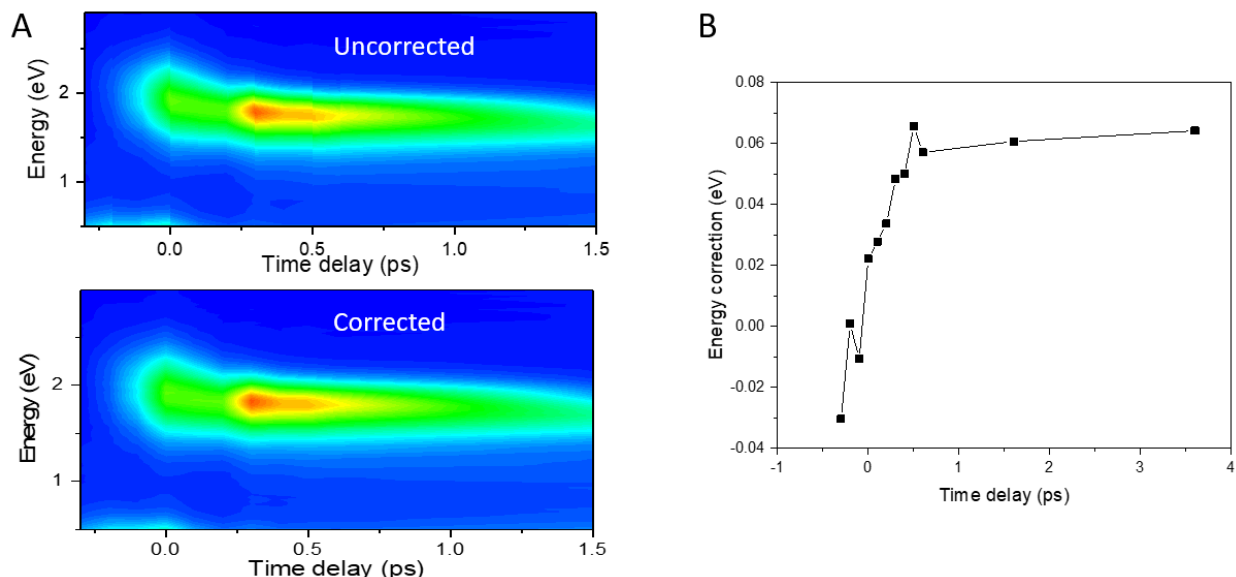 A
Uncorrected
Energy (eV)
2
1
0.0
0.5
1.0
1.5
Time delay (ps)
Corrected
Energy (eV)
2
1
0.0
0.5
1.0
1.5
Time delay (ps)
B
Energy correction (eV)
0.08
0.06
0.04
0.02
0.00
-0.02
-0.04
-1
0
1
2
3
4
Time delay (ps)